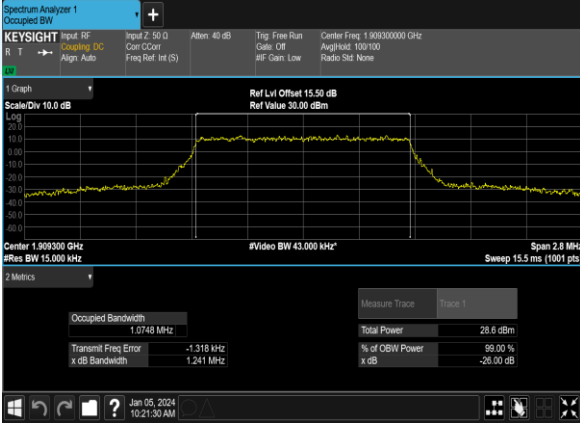 Spectrum Analyzer 1
Occupied BW
+
KEYSIGHT
R T
Input: RF
Coupling: DC
Align: Auto
Input Z: 50 Ω
Corr CCorr
Freq Ref: Int (S)
Atten: 40 dB
Trig: Free Run
Gate: Off
#IF Gain: Low
Center Freq: 1.909300000 GHz
Avg|Hold: 100/100
Radio Std: None
1 Graph
Scale/Div 10.0 dB
Ref Lvl Offset 15.50 dB
Ref Value 30.00 dBm
Log
20.0
10.0
0.00
-10.0
-20.0
-30.0
-40.0
-50.0
-60.0
Center 1.909300 GHz
#Video BW 43.000 kHz*
Span 2.8 MHz
#Res BW 15.000 kHz
Sweep 15.5 ms (1001 pts
2 Metrics
Measure Trace
Trace 1
Occupied Bandwidth
1.0748 MHz
Total Power
28.6 dBm
Transmit Freq Error
-1.318 kHz
% of OBW Power
99.00 %
x dB Bandwidth
1.241 MHz
x dB
-26.00 dB
?
Jan 05, 2024
10:21:30 AM